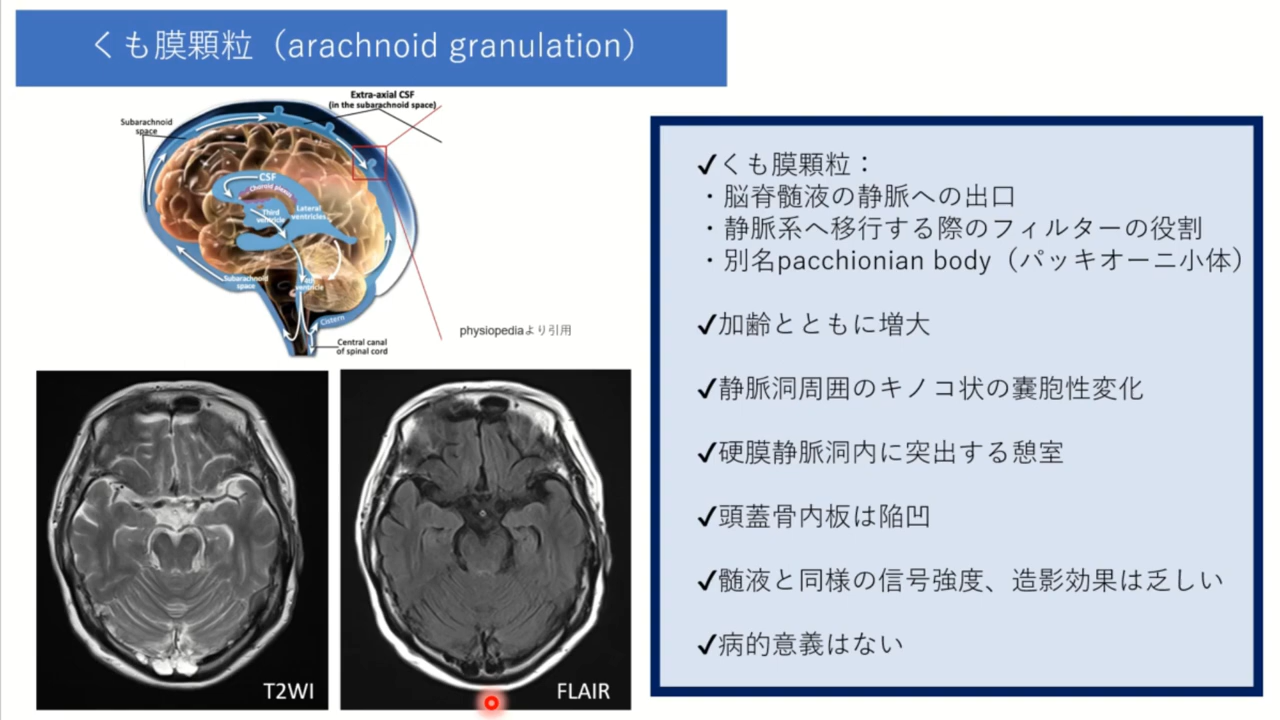 くも膜顆粒（arachnoid granulation）
Extra-axial CSF
(in the subarachnoid space)
Subarachnoid
space
CSF
Choroid plexus
Third
ventricle
Lateral
ventricles
Subarachnoid
space
ventricle
Cistern
Central canal
of spinal cord
physiopediaより引用
T2WI
FLAIR
✓くも膜顆粒：
・脳脊髄液の静脈への出口
・静脈系へ移行する際のフィルターの役割
・別名pacchionian body（パッキオーニ小体）
✓加齢とともに増大
✓静脈洞周囲のキノコ状の嚢胞性変化
✓硬膜静脈洞内に突出する憩室
✓頭蓋骨内板は陥凹
✓髄液と同様の信号強度、造影効果は乏しい
✓病的意義はない